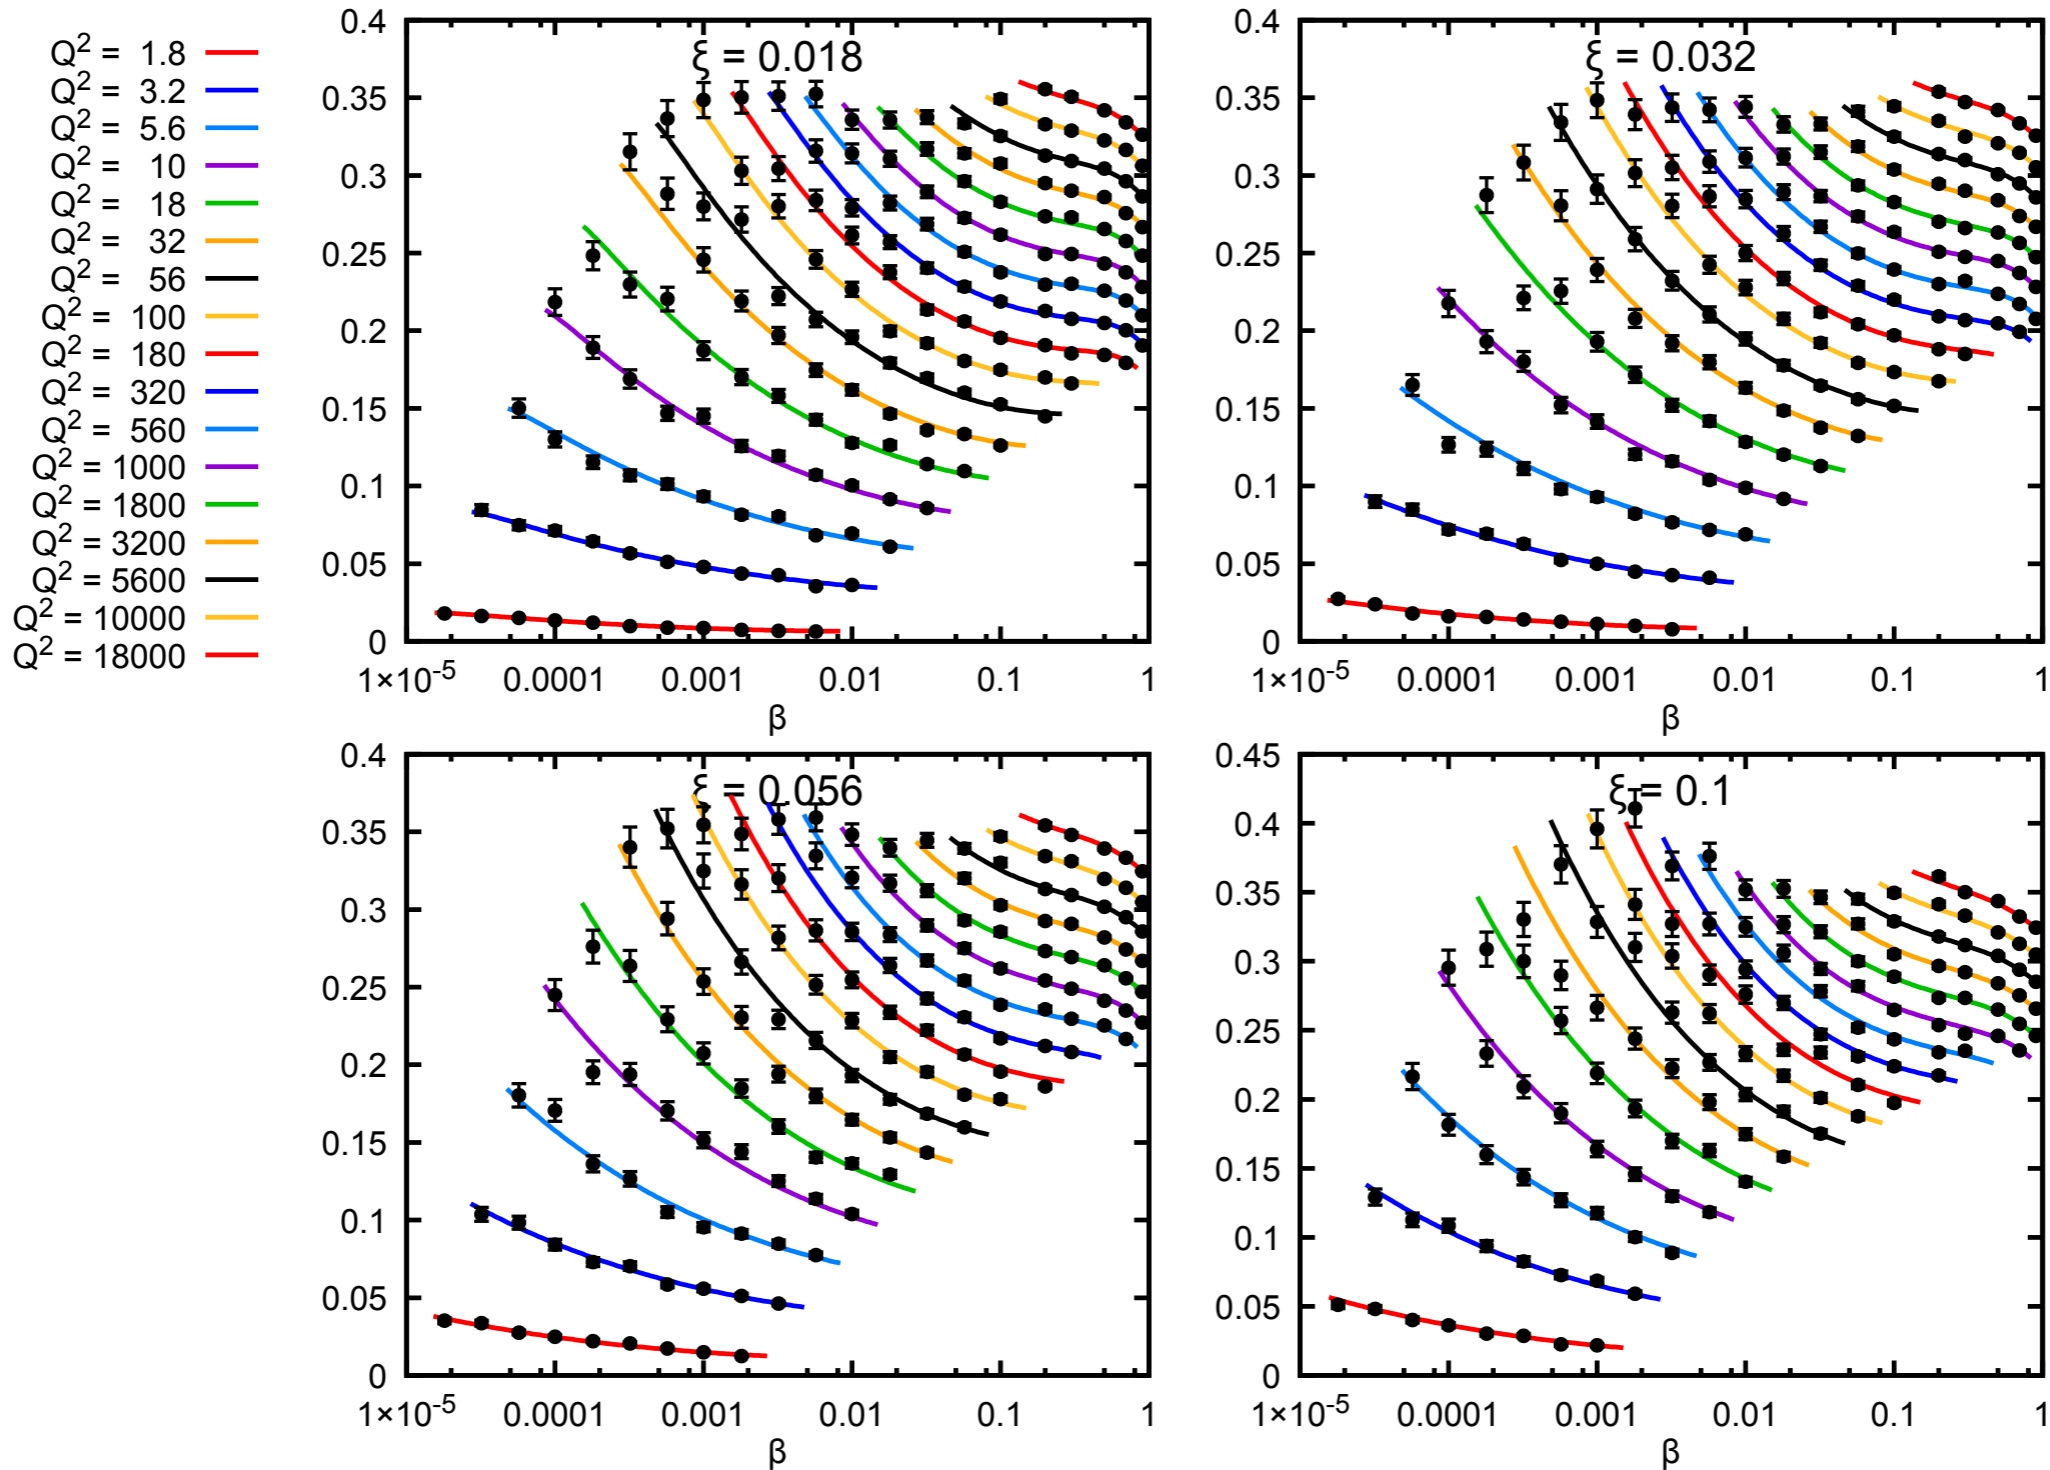 Q² = 1.8
Q² = 3.2
Q² = 5.6
Q² = 10
Q² = 18
Q² = 32
Q² = 56
Q² = 100
Q² = 180
Q² = 320
Q² = 560
Q² = 1000
Q² = 1800
Q² = 3200
Q² = 5600
Q² = 10000
Q² = 18000
ξ = 0.018
0.4
0.35
0.3
0.25
0.2
0.15
0.1
0.05
0
1×10⁻⁵ 0.0001 0.001 0.01 0.1 1
β
ξ = 0.032
0.4
0.35
0.3
0.25
0.2
0.15
0.1
0.05
0
1×10⁻⁵ 0.0001 0.001 0.01 0.1 1
β
ξ = 0.056
0.4
0.35
0.3
0.25
0.2
0.15
0.1
0.05
0
1×10⁻⁵ 0.0001 0.001 0.01 0.1 1
β
ξ = 0.1
0.45
0.4
0.35
0.3
0.25
0.2
0.15
0.1
0.05
0
1×10⁻⁵ 0.0001 0.001 0.01 0.1 1
β